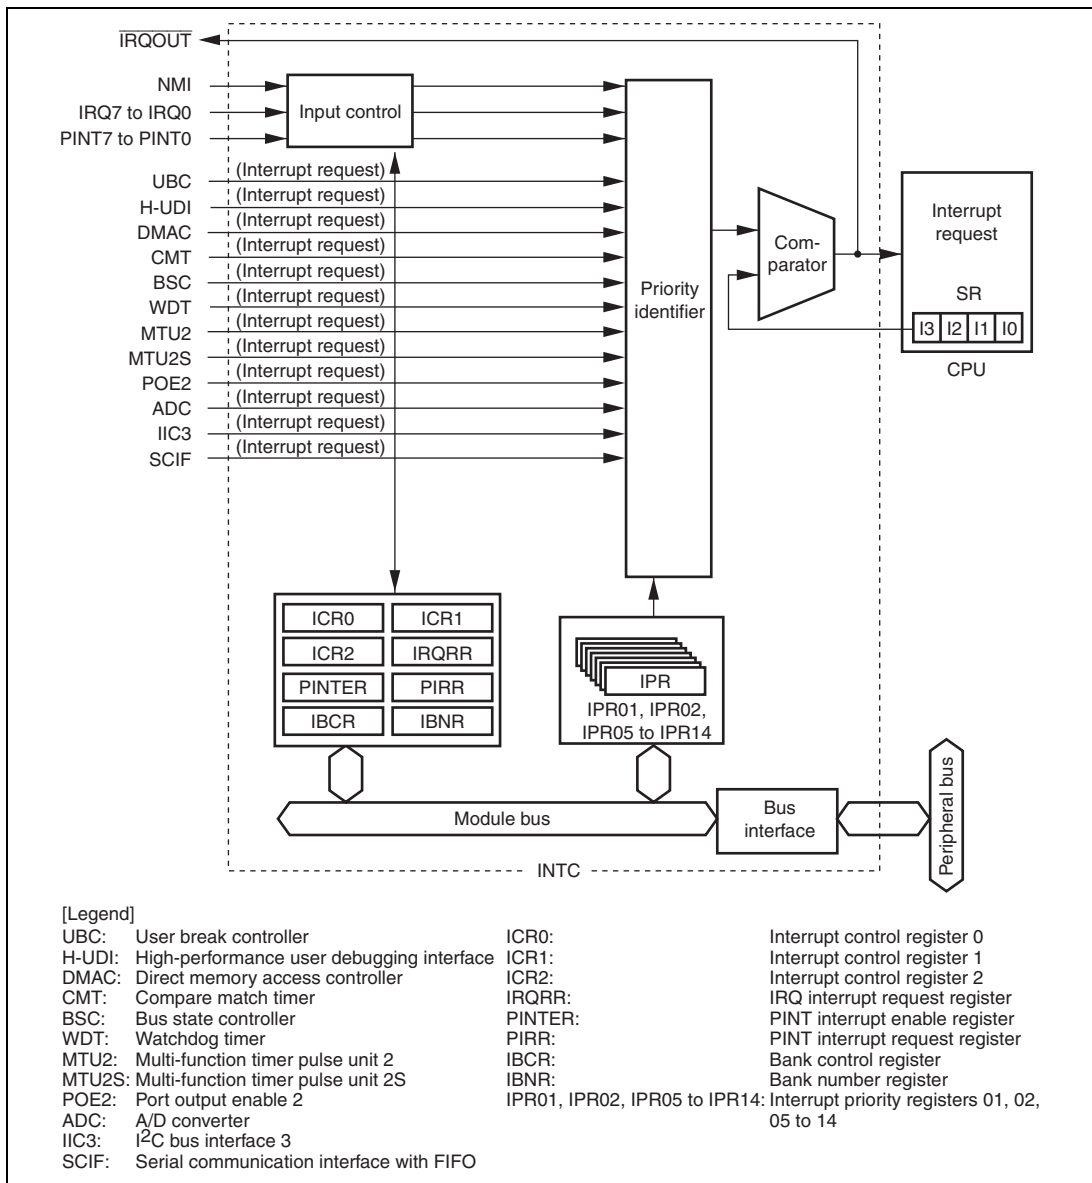 IRQOUT
NMI
IRQ7 to IRQ0
PINT7 to PINT0
Input control
UBC
(Interrupt request)
H-UDI
(Interrupt request)
DMAC
(Interrupt request)
CMT
(Interrupt request)
BSC
(Interrupt request)
WDT
(Interrupt request)
MTU2
(Interrupt request)
MTU2S
(Interrupt request)
POE2
(Interrupt request)
ADC
(Interrupt request)
IIC3
(Interrupt request)
SCIF
(Interrupt request)
Priority
identifier
Com-
parator
Interrupt
request
SR
I3 I2 I1 I0
CPU
ICR0 ICR1
ICR2 IRQRR
PINTER PIRR
IBCR IBNR
IPR
IPR01, IPR02,
IPR05 to IPR14
Module bus
Bus
interface
Peripheral bus
INTC
[Legend]
UBC: User break controller
H-UDI: High-performance user debugging interface
DMAC: Direct memory access controller
CMT: Compare match timer
BSC: Bus state controller
WDT: Watchdog timer
MTU2: Multi-function timer pulse unit 2
MTU2S: Multi-function timer pulse unit 2S
POE2: Port output enable 2
ADC: A/D converter
IIC3: I2C bus interface 3
SCIF: Serial communication interface with FIFO
ICR0: Interrupt control register 0
ICR1: Interrupt control register 1
ICR2: Interrupt control register 2
IRQRR: IRQ interrupt request register
PINTER: PINT interrupt enable register
PIRR: PINT interrupt request register
IBCR: Bank control register
IBNR: Bank number register
IPR01, IPR02, IPR05 to IPR14: Interrupt priority registers 01, 02,
05 to 14